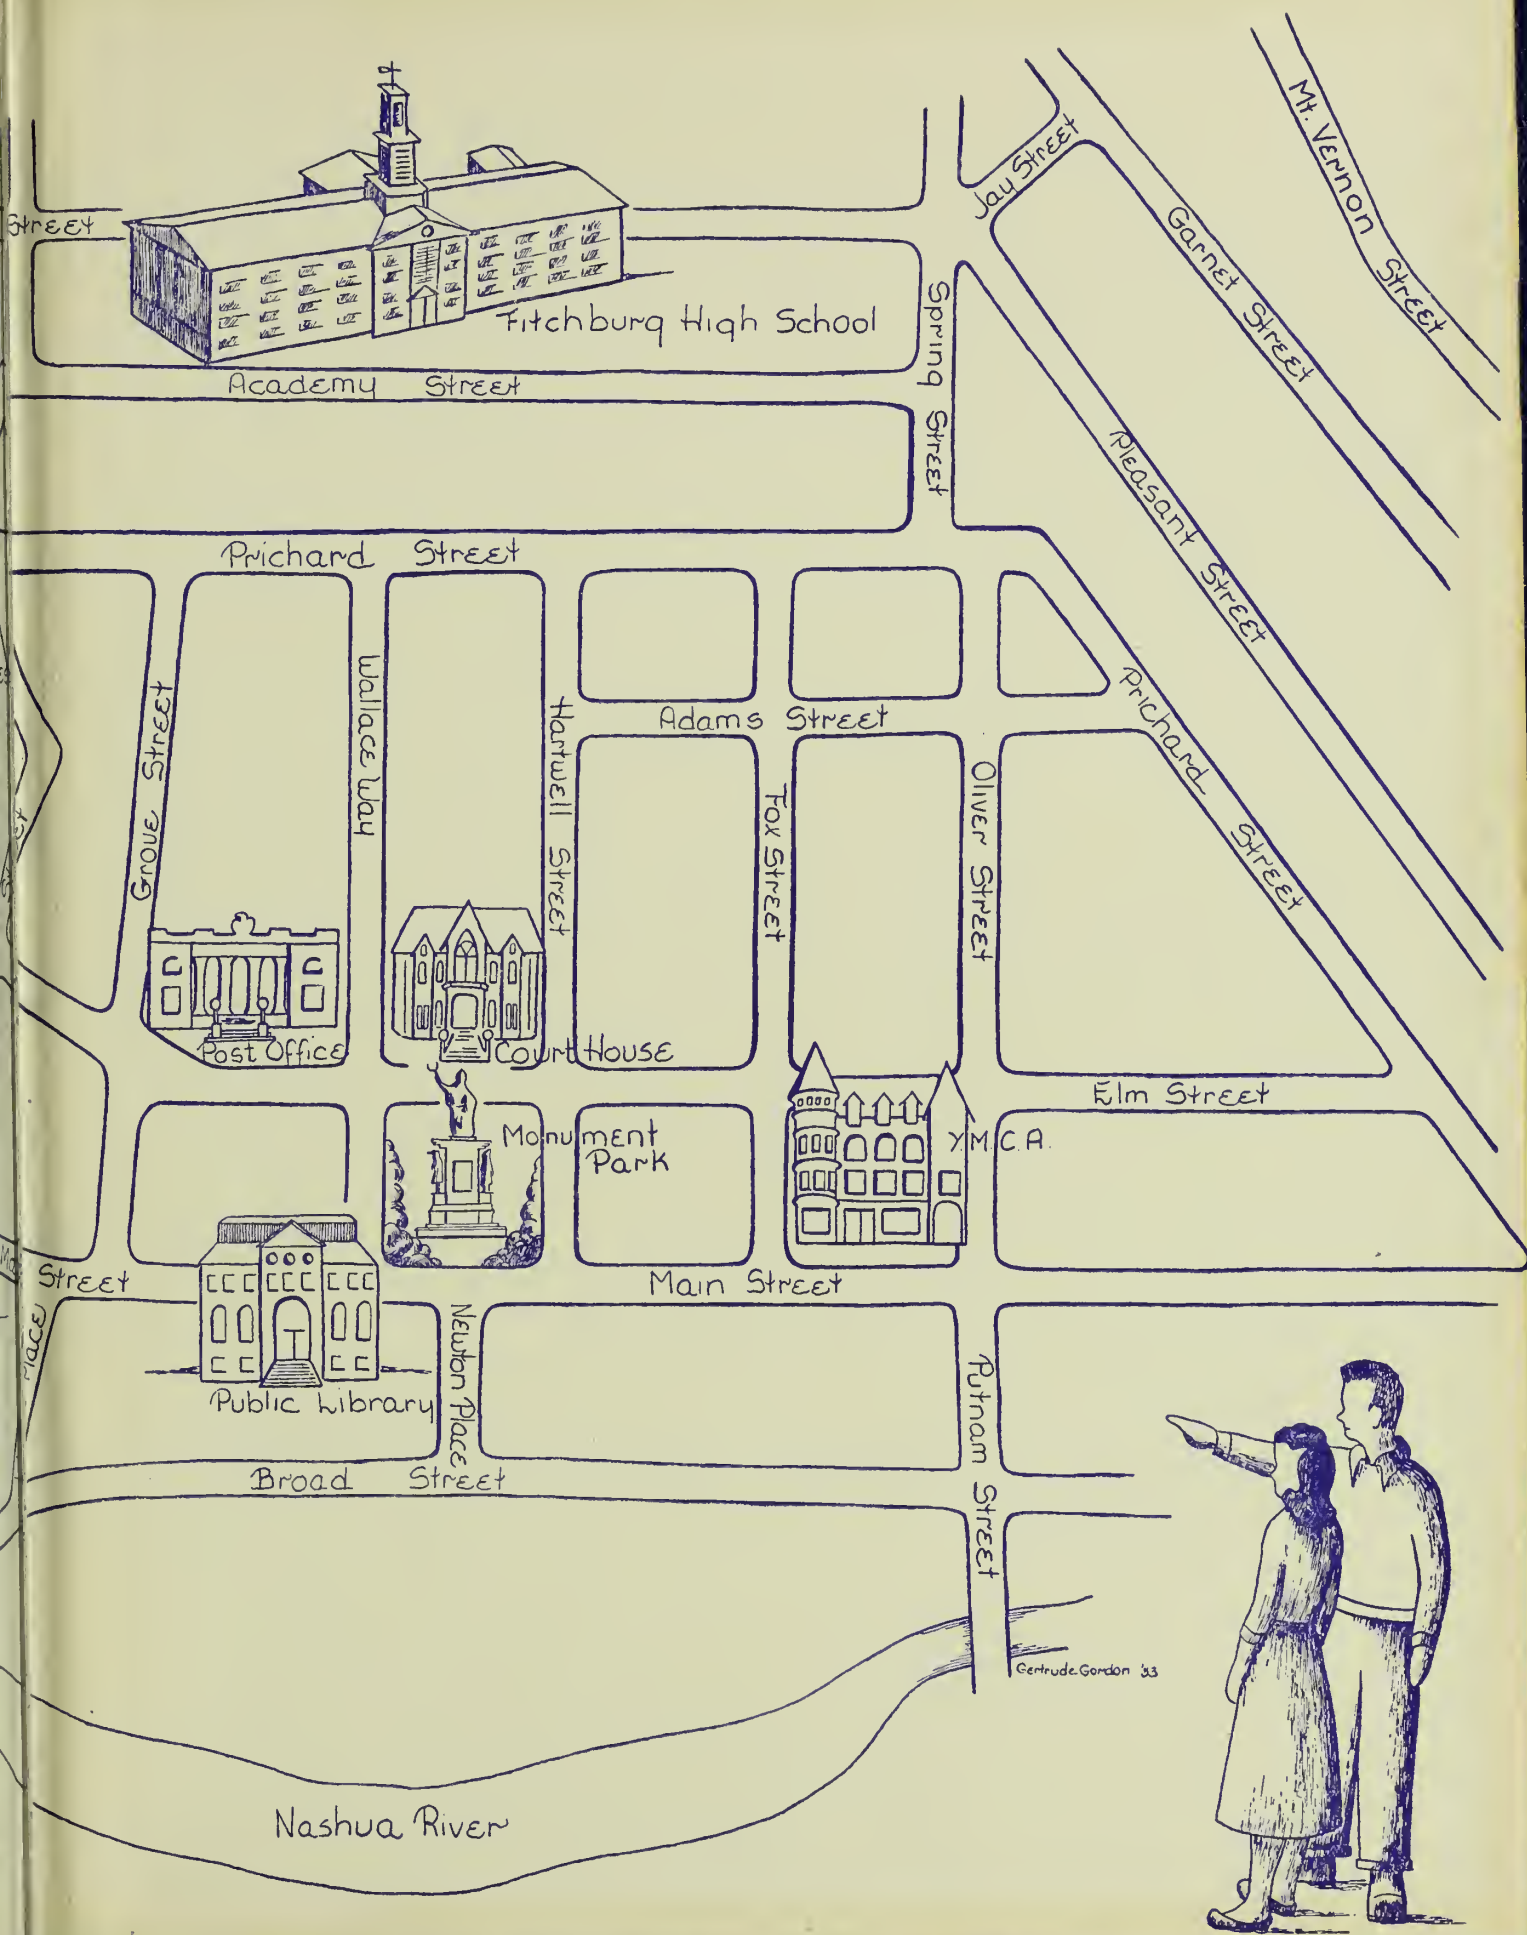 Mt. Vernon Street
Jay Street
Garnet Street
Street
Fitchburg High School
Spring Street
Academy Street
Pleasant Street
Prichard Street
Wallace Way
Grove Street
Hartwell Street
Adams Street
Prichard Street
Fox Street
Oliver Street
Post Office
Court House
Elm Street
Monument
Park
Y.M.C.A.
Street
Main Street
Place
Newton Place
Public Library
Putnam Street
Broad Street
Gertrude Gordon '53
Nashua River